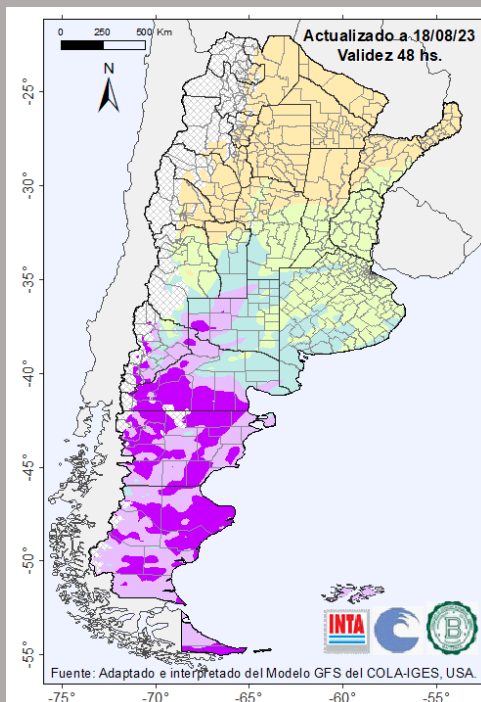 0 250 500 Km
Actualizado a 18/08/23
Validez 48 hs.
N
-25°
-30°
-35°
-40°
-45°
-50°
-55°
INTA
B
Fuente: Adaptado e interpretado del Modelo GFS del COLA-IGES, USA.
-75° -70° -65° -60° -55°